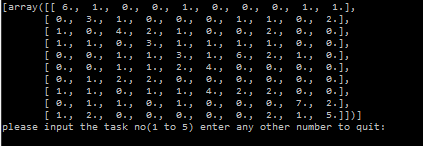 [array([[ 6., 1., 0., 0., 1., 0., 0., 0., 1., 1.],
[ 0., 3., 1., 0., 0., 0., 1., 1., 0., 2.],
[ 1., 0., 4., 2., 1., 0., 0., 2., 0., 0.],
[ 1., 1., 0., 3., 1., 1., 1., 1., 0., 0.],
[ 0., 0., 1., 1., 3., 1., 6., 2., 1., 0.],
[ 0., 0., 0., 1., 2., 4., 0., 0., 0., 0.],
[ 0., 1., 2., 2., 0., 0., 0., 2., 0., 0.],
[ 1., 0., 0., 1., 1., 4., 2., 2., 0., 0.],
[ 0., 1., 1., 0., 1., 0., 0., 0., 7., 2.],
[ 1., 2., 0., 0., 0., 0., 0., 2., 1., 5.]])]
please input the task no(1 to 5) enter any other number to quit: